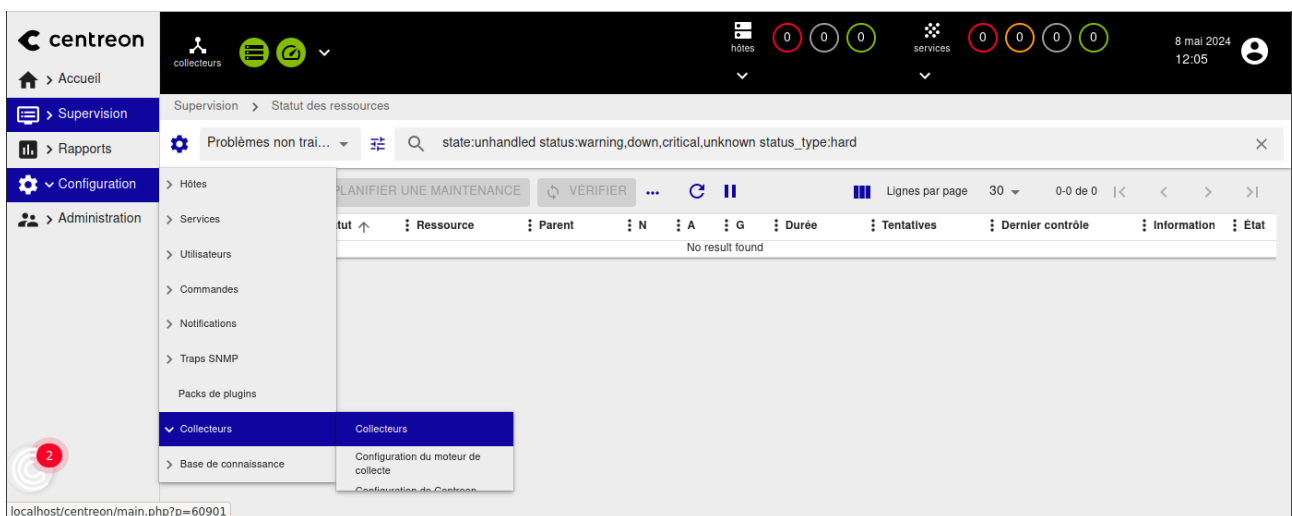 centreon
collecteurs
hôtes
0
0
0
services
0
0
0
0
8 mai 2024
12:05
Accueil
Supervision
Rapports
Configuration
Administration
Supervision > Statut des ressources
Problèmes non trai...
state:unhandled status:warning,down,critical,unknown status_type:hard
PLANIFIER UNE MAINTENANCE
VÉRIFIER
Lignes par page
30
0-0 de 0
tut
Ressource
Parent
N
A
G
Durée
Tentatives
Dernier contrôle
Information
État
No result found
Hôtes
Services
Utilisateurs
Commandes
Notifications
Traps SNMP
Packs de plugins
Collecteurs
Base de connaissance
Collecteurs
Configuration du moteur de
collecte
Configuration de Centreon
2
localhost/centreon/main.php?p=60901